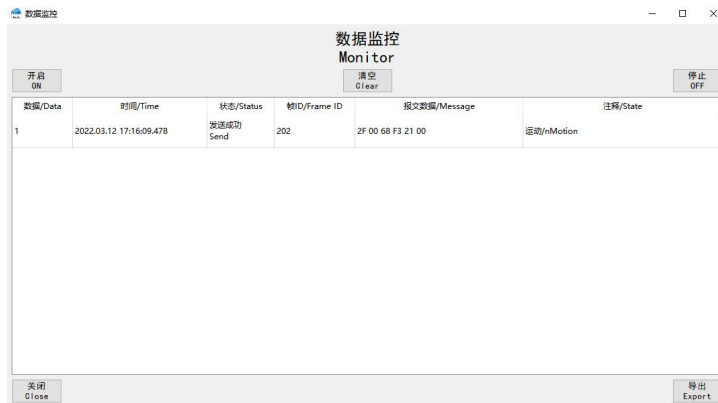 数据监控
数据监控
Monitor
开启
ON
清空
Clear
停止
OFF
数据/Data 时间/Time 状态/Status 帧ID/Frame ID 报文数据/Message 注释/State
1 2022.03.12 17:16:09.478 发送成功 Send 202 2F 00 68 F3 21 00 运动/nMotion
关闭
Close
导出
Export